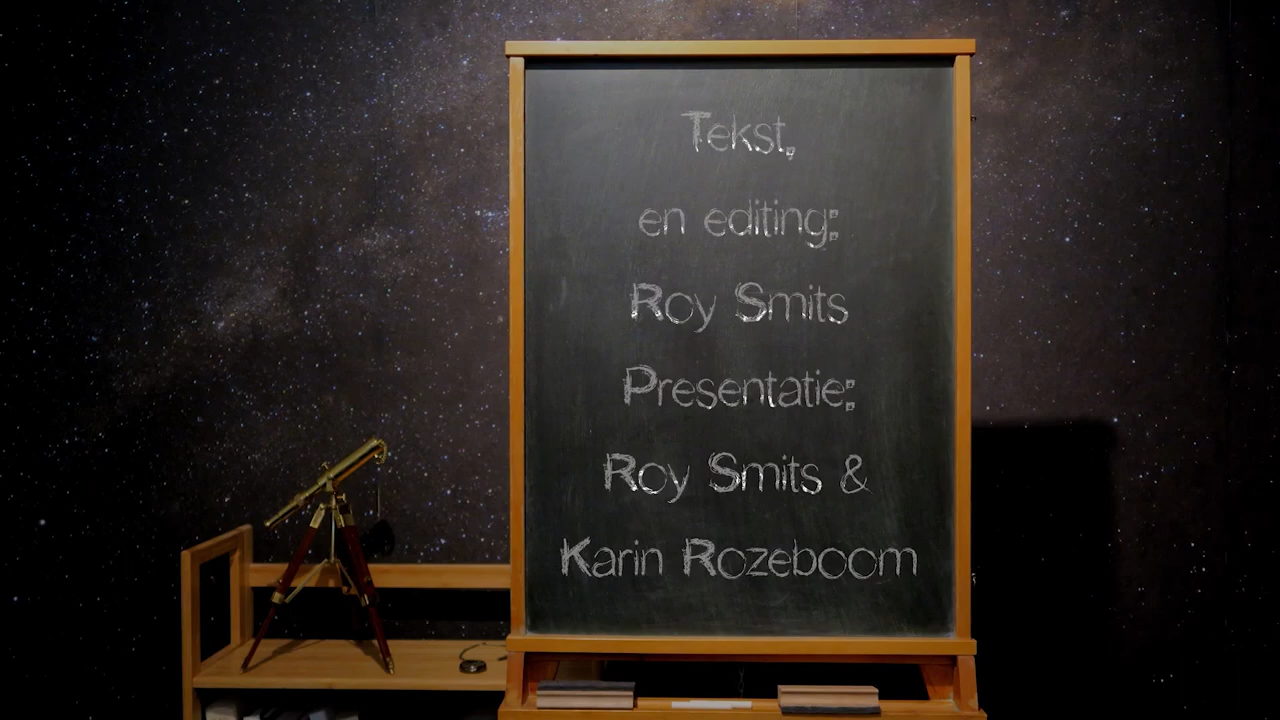 Tekst,
en editing:
Roy Smits
Presentatie:
Roy Smits &
Karin Rozeboom